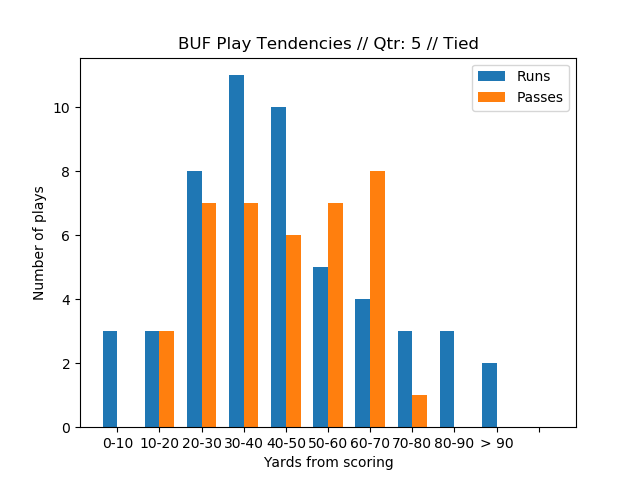 BUF Play Tendencies // Qtr: 5 // Tied
Runs
Passes
Number of plays
10
8
6
4
2
0
0-10 10-20 20-30 30-40 40-50 50-60 60-70 70-80 80-90 > 90
Yards from scoring